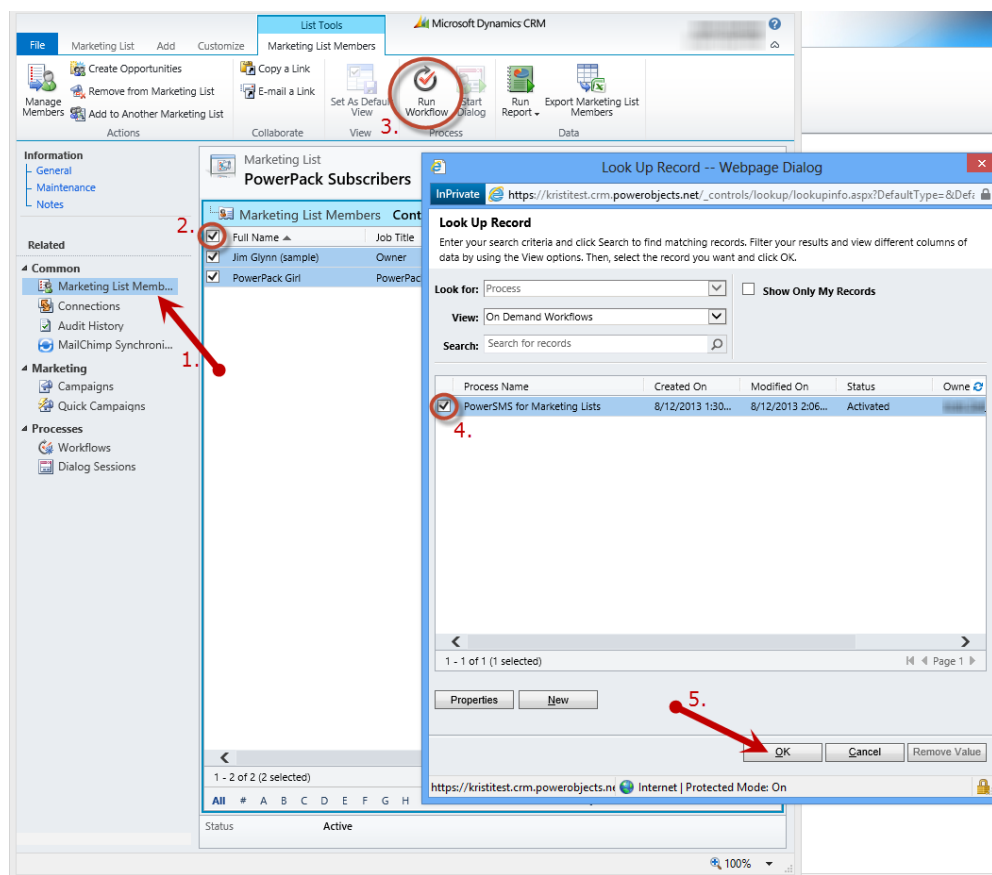 List Tools
Microsoft Dynamics CRM
File Marketing List Add Customize Marketing List Members
Create Opportunities
Remove from Marketing List
Add to Another Marketing List
Manage
Members
Actions
Copy a Link
E-mail a Link
Collaborate
Set As Defau
View
View
3.
Run
Workflow
Start
Dialog
Process
Run
Report
Export Marketing List
Members
Data
Information
General
Maintenance
Notes
Related
Common
Marketing List Memb...
Connections
Audit History
MailChimp Synchroni...
1.
Marketing
Campaigns
Quick Campaigns
Processes
Workflows
Dialog Sessions
Marketing List
PowerPack Subscribers
Marketing List Members Cont
2.
Full Name Job Title
Jim Glynn (sample) Owner
PowerPack Girl PowerPac
1 - 2 of 2 (2 selected)
All # A B C D E F G H
Status Active
100%
Look Up Record -- Webpage Dialog
InPrivate https://kristitest.crm.powerobjects.net/_controls/lookup/lookupinfo.aspx?DefaultType=&Defa
Look Up Record
Enter your search criteria and click Search to find matching records. Filter your results and view different columns of
data by using the View options. Then, select the record you want and click OK.
Look for: Process
Show Only My Records
View: On Demand Workflows
Search: Search for records
Process Name Created On Modified On Status Owne
PowerSMS for Marketing Lists 8/12/2013 1:30... 8/12/2013 2:06... Activated
4.
1 - 1 of 1 (1 selected) Page 1
Properties New
5.
OK Cancel Remove Value
https://kristitest.crm.powerobjects.ne Internet | Protected Mode: On